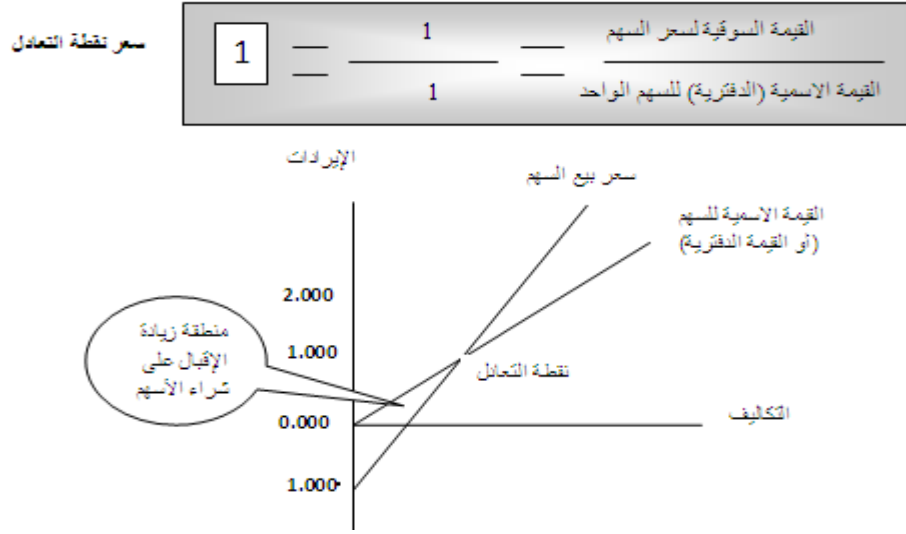 سعر نقطة التعادل
القيمة السوقية لسعر السهم
القيمة الاسمية (الدفترية) للسهم الواحد
=
1
1
=
1
الإيرادات
سعر بيع السهم
القيمة الاسمية للسهم
(أو القيمة الدفترية)
2.000
منطقة زيادة
الإقبال على
شراء الأسهم
1.000
نقطة التعادل
0.000
التكاليف
1.000-